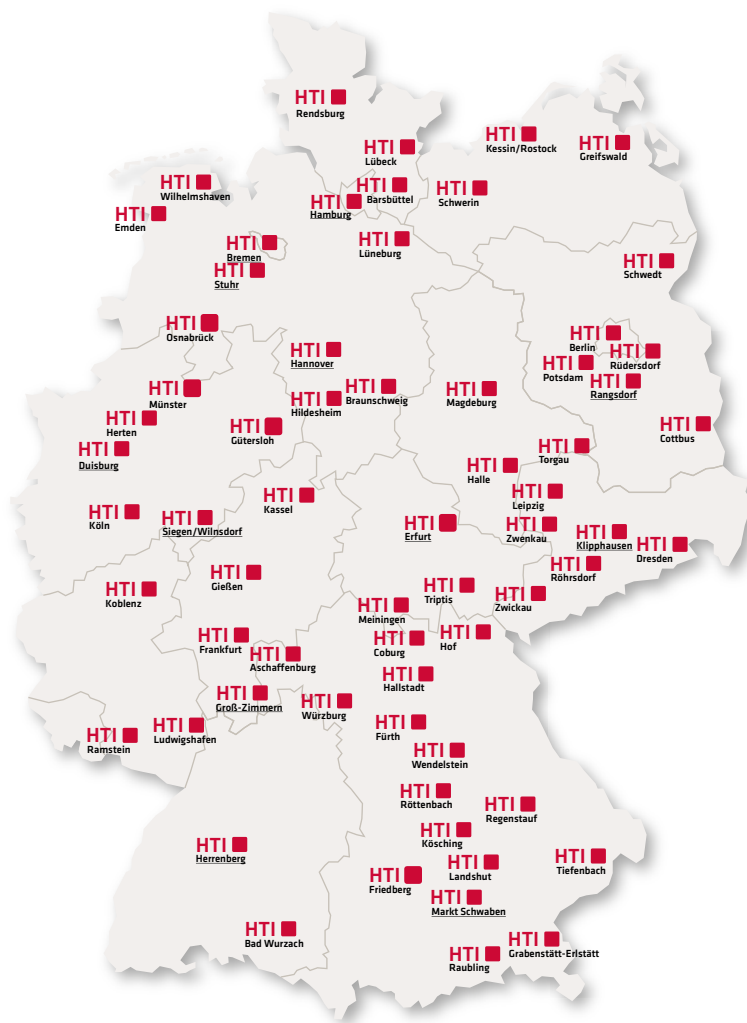 HTI
Rendsburg
HTI
Lübeck
HTI
Kessin/Rostock
HTI
Greifswald
HTI
Wilhelmshaven
HTI
Barsbüttel
HTI
Schwerin
HTI
Hamburg
HTI
Emden
HTI
Bremen
HTI
Lüneburg
HTI
Stuhr
HTI
Schwedt
HTI
Osnabrück
HTI
Hannover
HTI
Berlin
HTI
Rüdersdorf
HTI
Potsdam
HTI
Rangsdorf
HTI
Münster
HTI
Hildesheim
HTI
Braunschweig
HTI
Magdeburg
HTI
Herten
HTI
Gütersloh
HTI
Cottbus
HTI
Duisburg
HTI
Torgau
HTI
Halle
HTI
Leipzig
HTI
Kassel
HTI
Köln
HTI
Siegen/Wilnsdorf
HTI
Erfurt
HTI
Zwenkau
HTI
Klipphausen
HTI
Dresden
HTI
Röhrsdorf
HTI
Gießen
HTI
Koblenz
HTI
Triptis
HTI
Zwickau
HTI
Meiningen
HTI
Frankfurt
HTI
Coburg
HTI
Hof
HTI
Aschaffenburg
HTI
Hallstadt
HTI
Groß-Zimmern
HTI
Würzburg
HTI
Ramstein
HTI
Ludwigshafen
HTI
Fürth
HTI
Wendelstein
HTI
Röttenbach
HTI
Regenstauf
HTI
Kösching
HTI
Herrenberg
HTI
Landshut
HTI
Tiefenbach
HTI
Friedberg
HTI
Markt Schwaben
HTI
Bad Wurzach
HTI
Grabenstätt-Erlstätt
HTI
Raubling